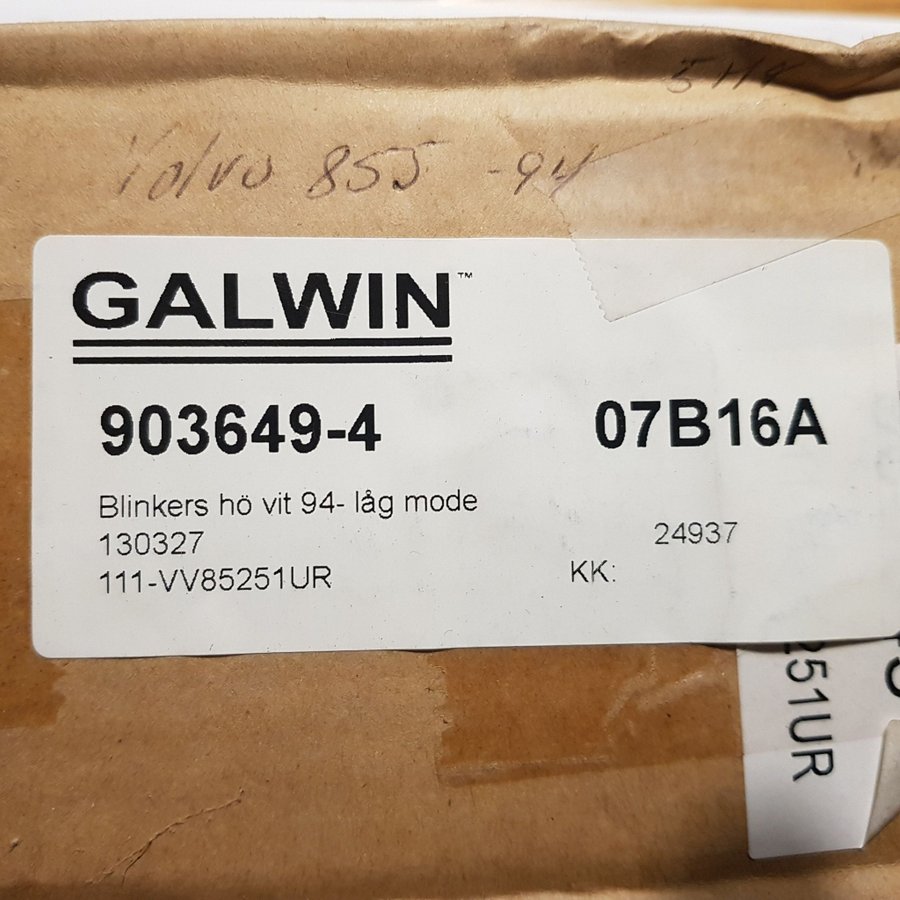 Volvo 855 -94
GALWIN™
903649-4 07B16A
Blinkers hö vit 94- låg mode
130327 24937
111-VV85251UR KK:
251UR